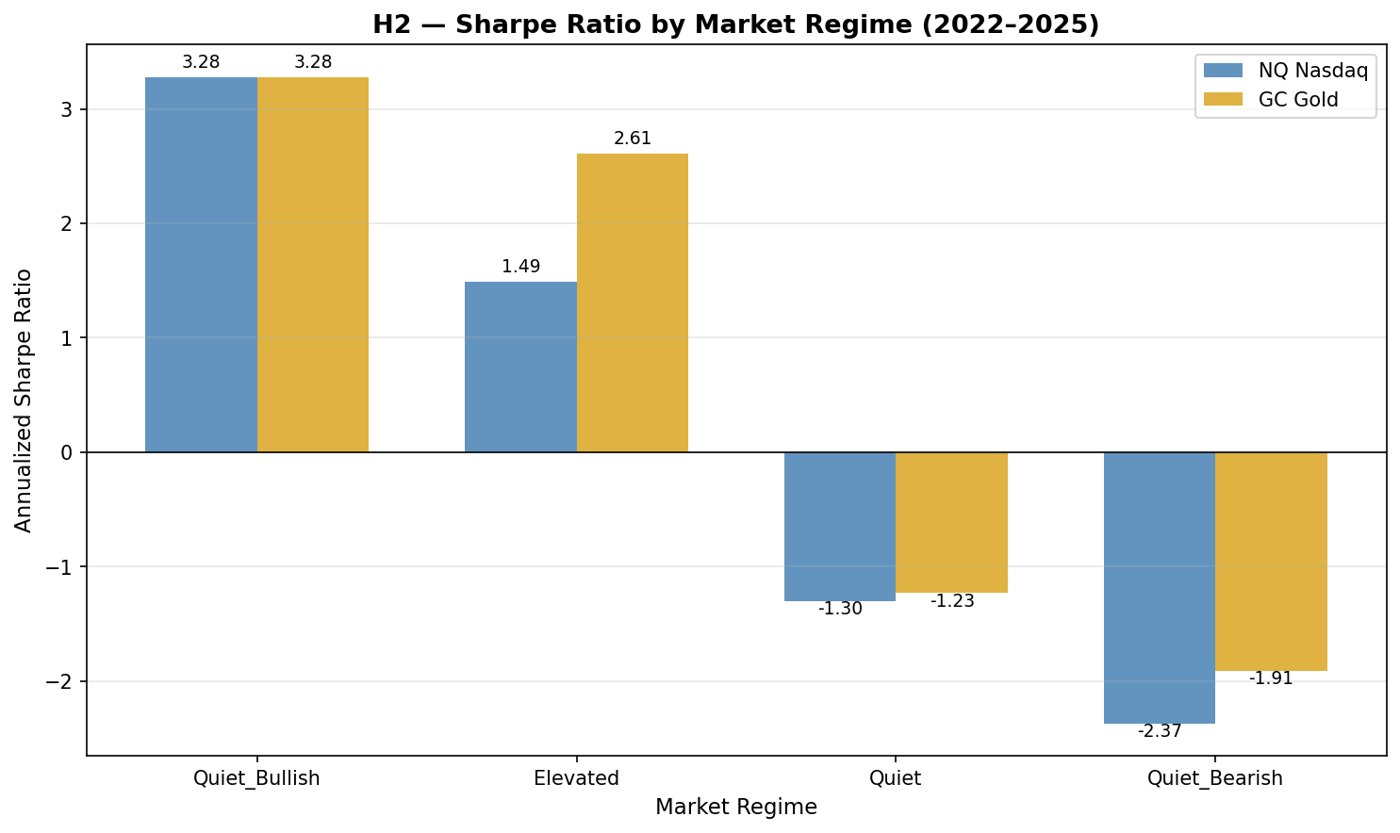 H2 — Sharpe Ratio by Market Regime (2022–2025)
NQ Nasdaq
GC Gold
Annualized Sharpe Ratio
3
2
1
0
−1
−2
3.28
3.28
1.49
2.61
-1.30
-1.23
-2.37
-1.91
Quiet_Bullish
Elevated
Quiet
Quiet_Bearish
Market Regime